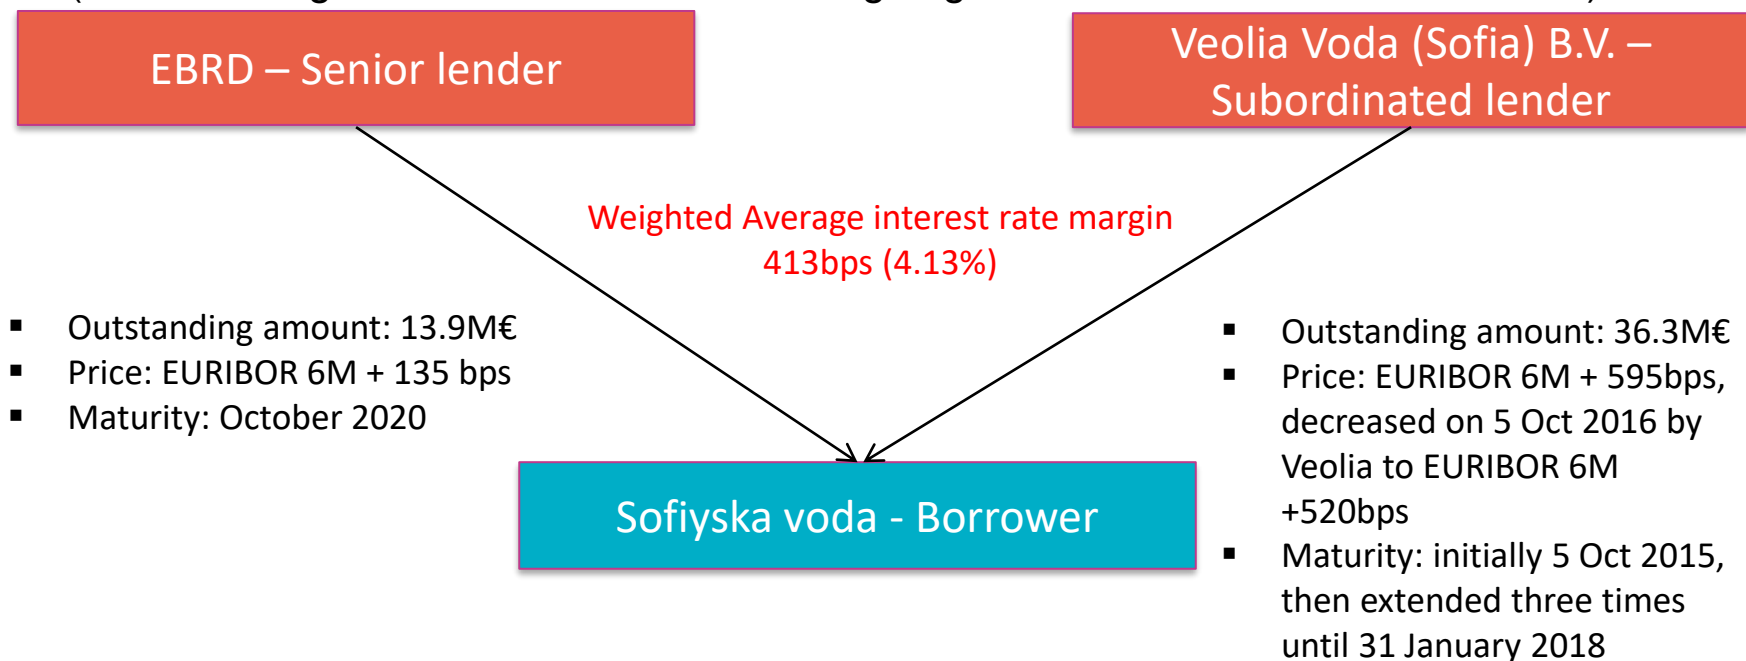 EBRD – Senior lender
Veolia Voda (Sofia) B.V. –
Subordinated lender
Weighted Average interest rate margin
413bps (4.13%)
▪ Outstanding amount: 13.9M€
▪ Price: EURIBOR 6M + 135 bps
▪ Maturity: October 2020
▪ Outstanding amount: 36.3M€
▪ Price: EURIBOR 6M + 595bps,
decreased on 5 Oct 2016 by
Veolia to EURIBOR 6M
+520bps
▪ Maturity: initially 5 Oct 2015,
then extended three times
until 31 January 2018
Sofiyska voda - Borrower